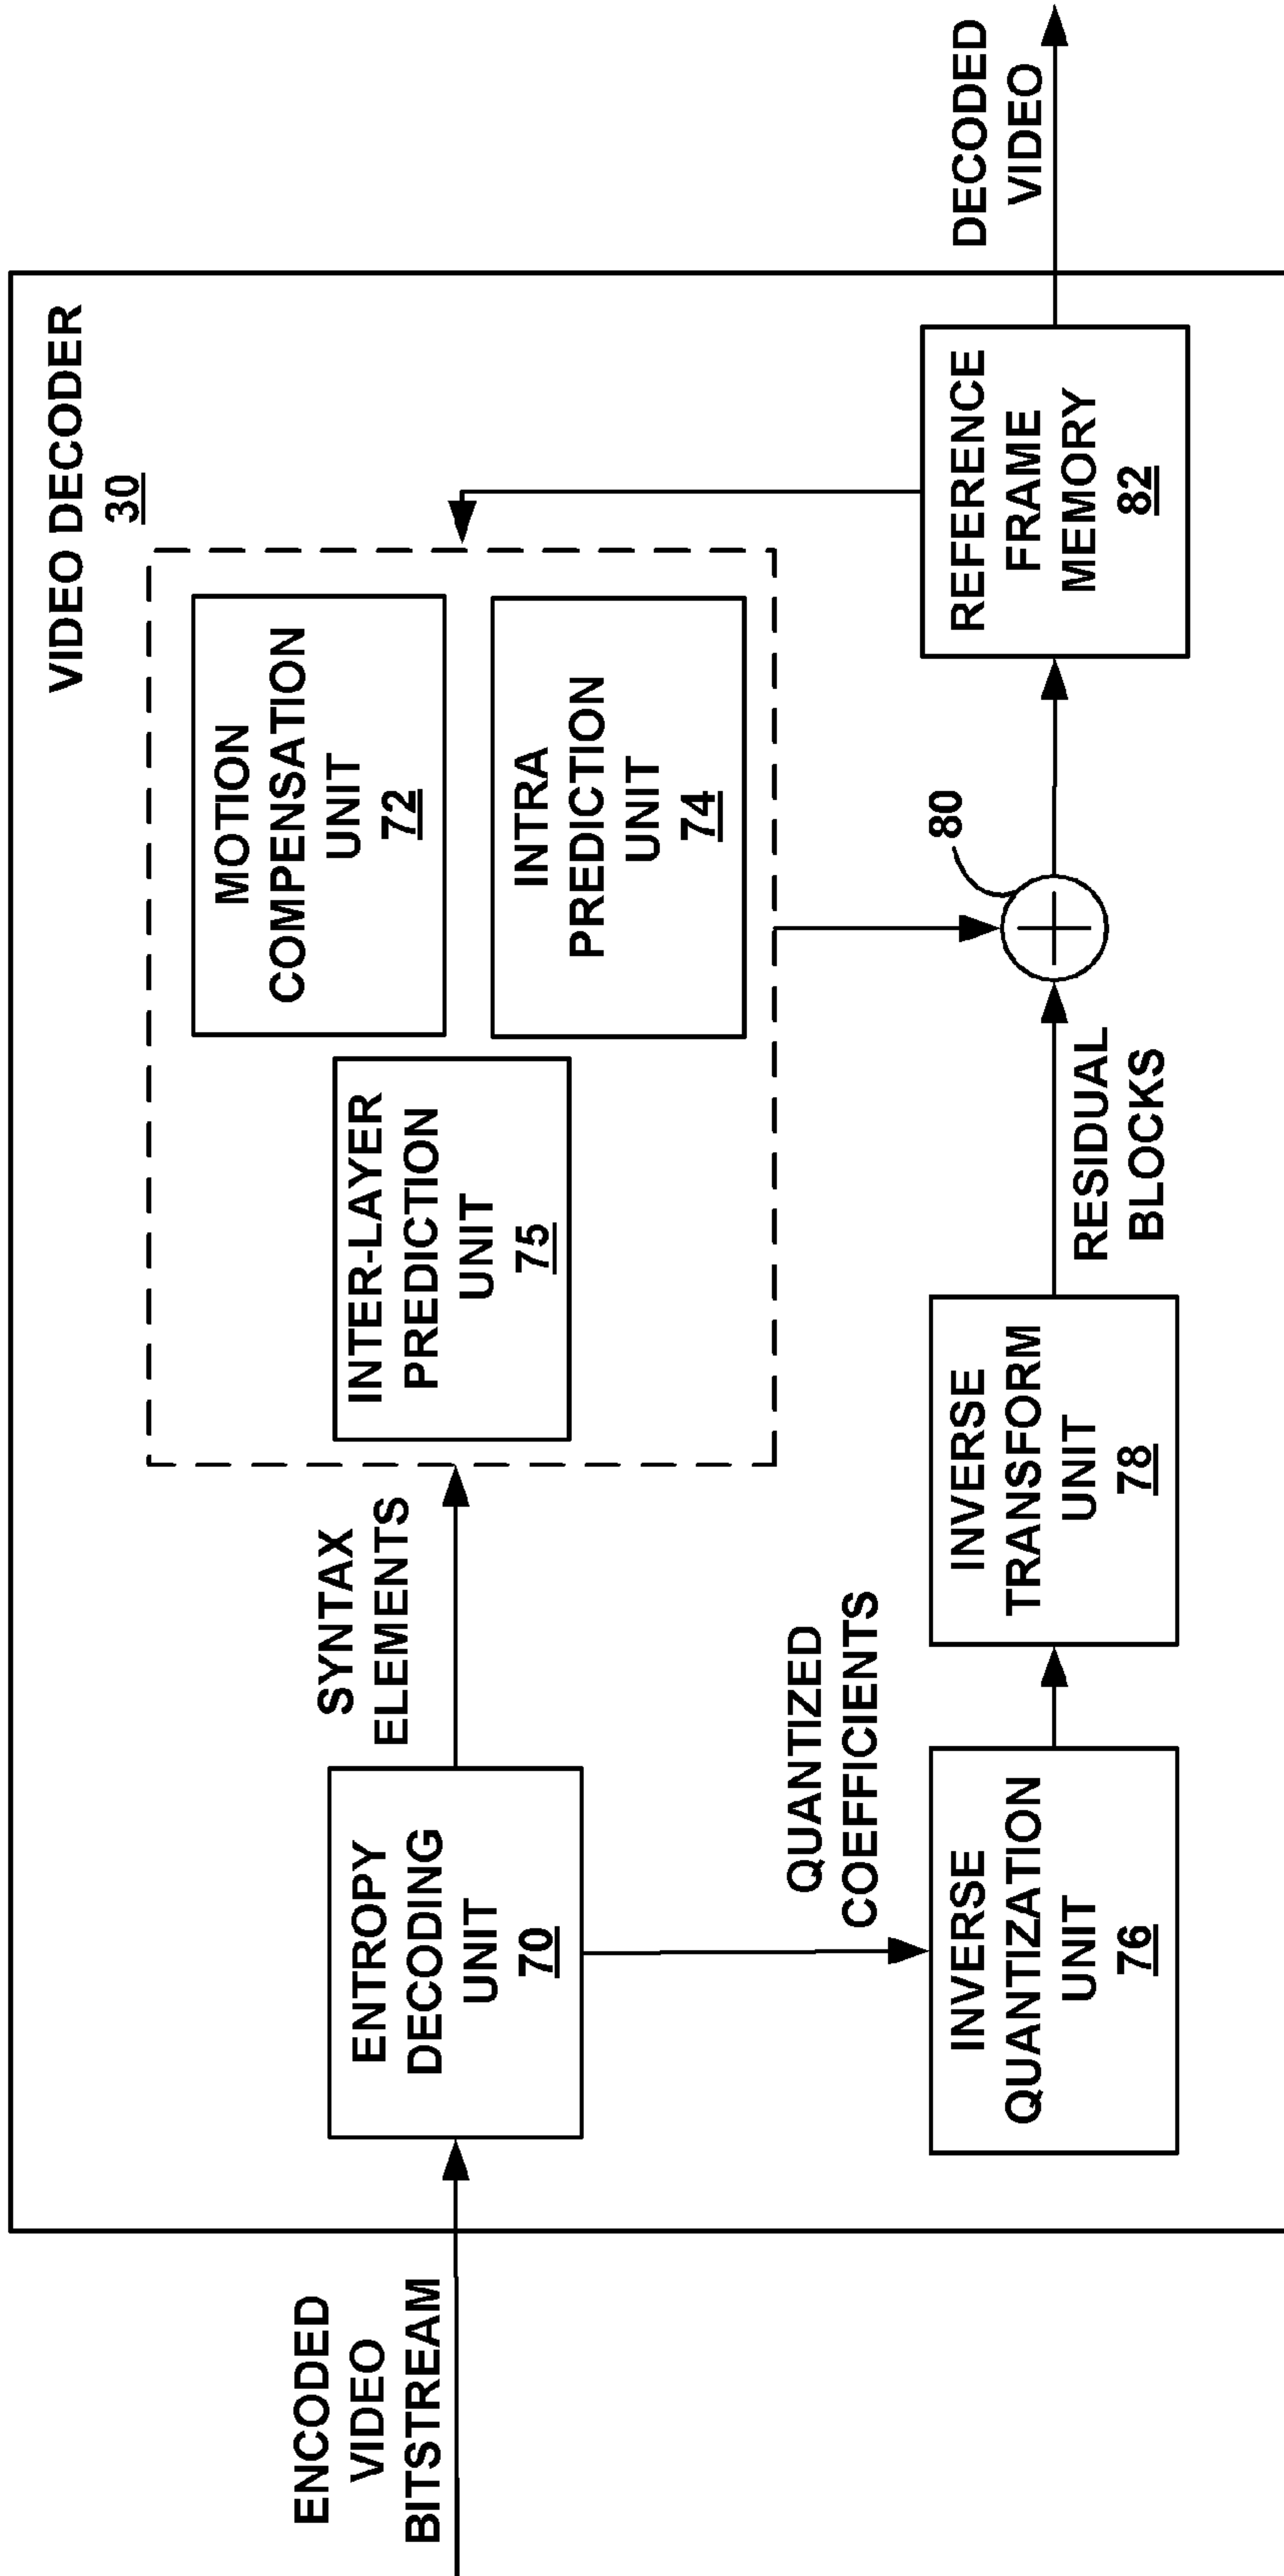 VIDEO DECODER
30
ENCODED
VIDEO
BITSTREAM
ENTROPY
DECODING
UNIT
70
SYNTAX
ELEMENTS
INTER-LAYER
PREDICTION
UNIT
75
MOTION
COMPENSATION
UNIT
72
INTRA
PREDICTION
UNIT
74
QUANTIZED
COEFFICIENTS
INVERSE
QUANTIZATION
UNIT
76
INVERSE
TRANSFORM
UNIT
78
RESIDUAL
BLOCKS
80
REFERENCE
FRAME
MEMORY
82
DECODED
VIDEO